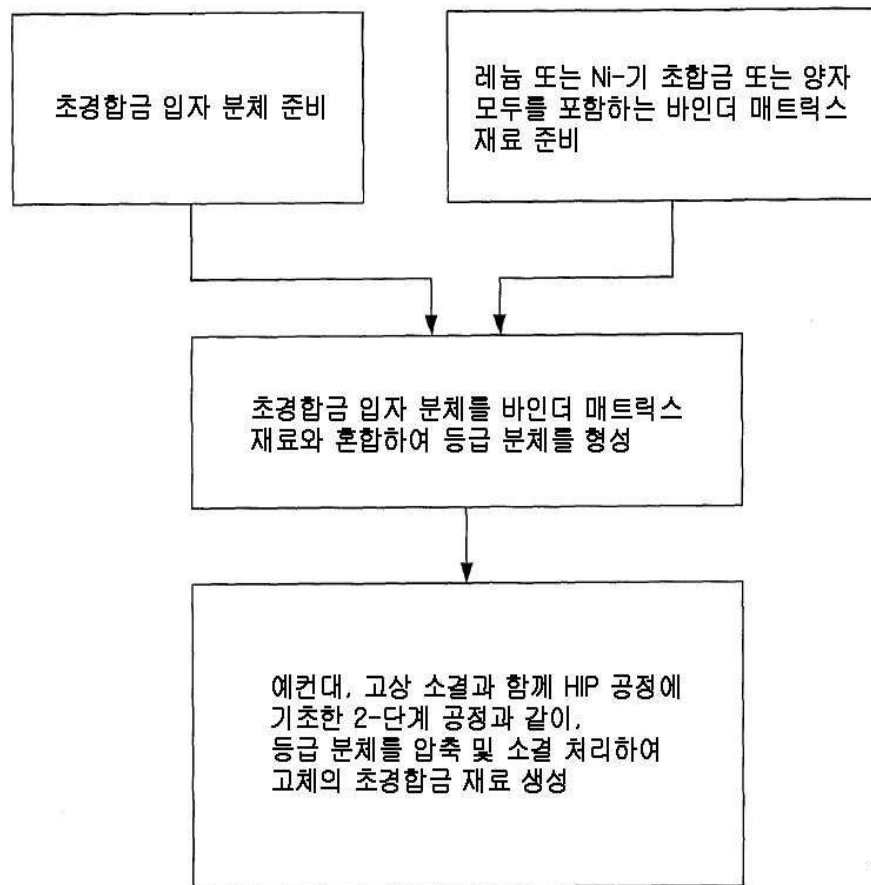 초경합금 입자 분체 준비
레늄 또는 Ni-기 초합금 또는 양자
모두를 포함하는 바인더 매트릭스
재료 준비
초경합금 입자 분체를 바인더 매트릭스
재료와 혼합하여 등급 분체를 형성
예컨대, 고상 소결과 함께 HIP 공정에
기초한 2-단계 공정과 같이,
등급 분체를 압축 및 소결 처리하여
고체의 초경합금 재료 생성